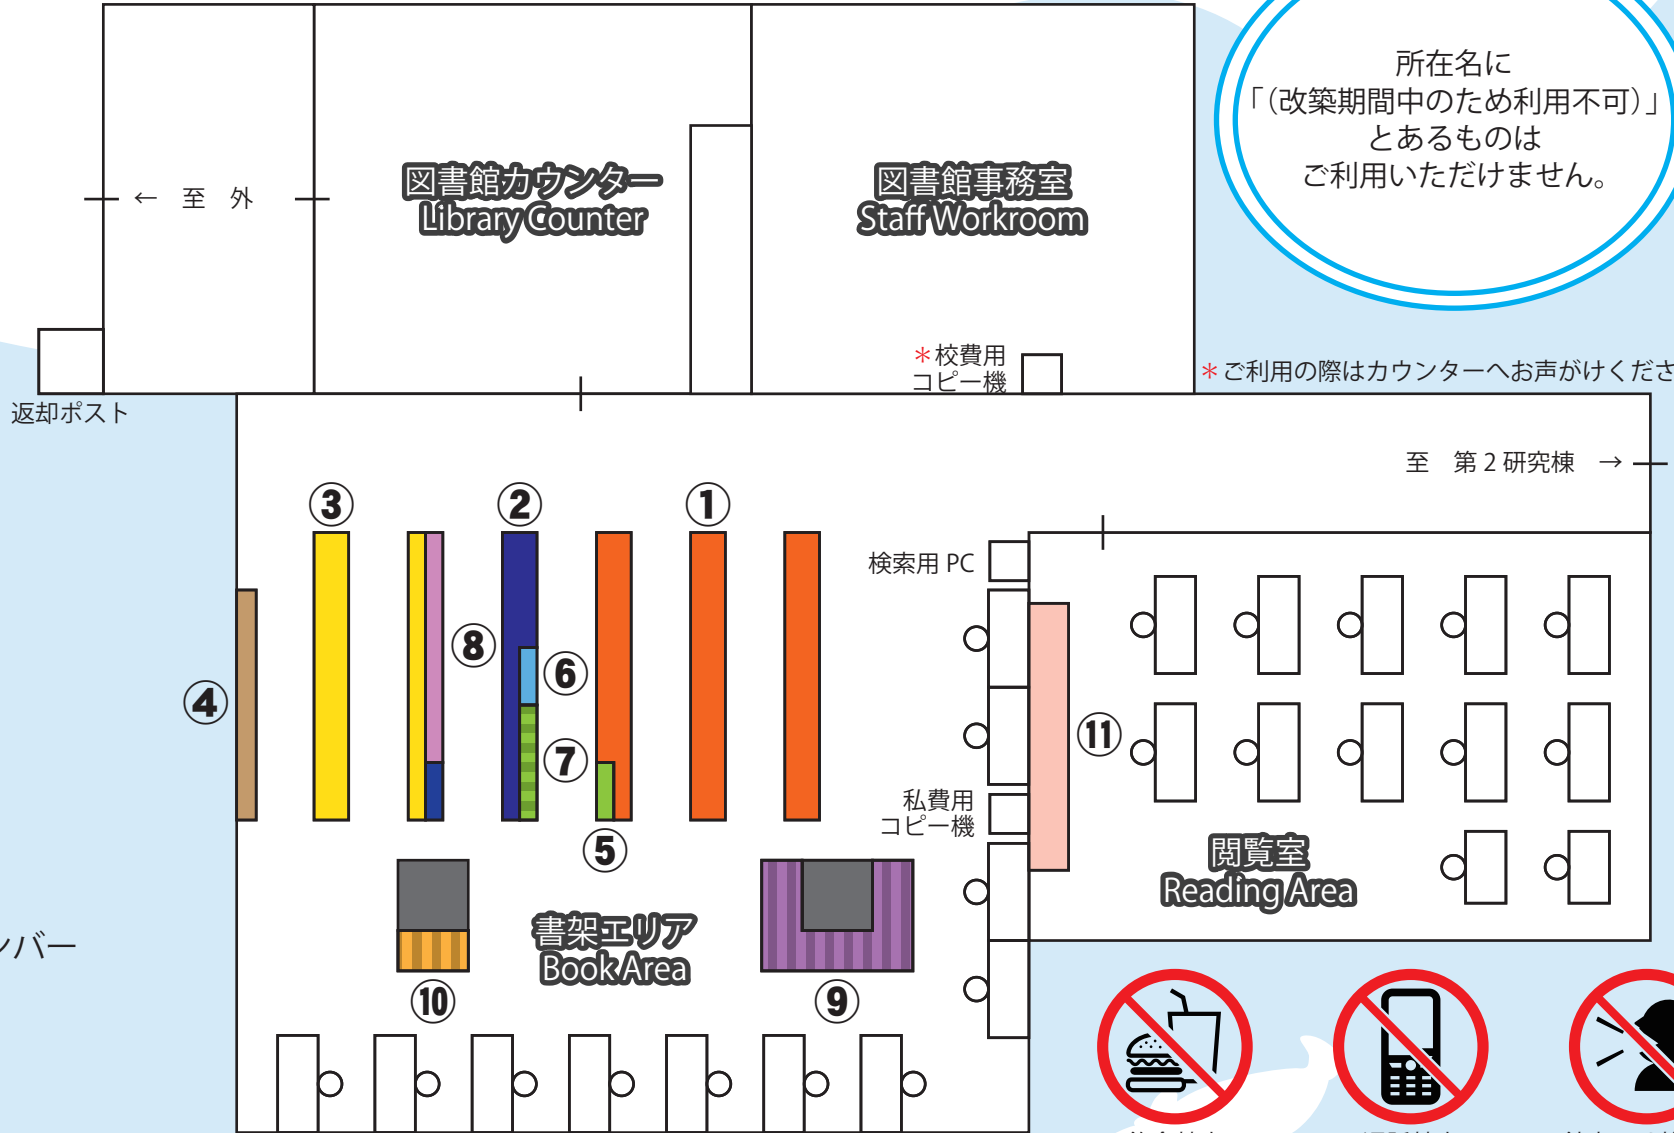 所在名に
「（改築期間中のため利用不可）」
とあるものは
ご利用いただけません。
← 至 外
図書館カウンター
Library Counter
図書館事務室
Staff Workroom
＊校費用
コピー機
＊ご利用の際はカウンターへお声がけくださ
返却ポスト
至 第2研究棟 →
③
②
①
検索用 PC
⑧
⑥
④
⑦
⑪
私費用
コピー機
⑤
閲覧室
Reading Area
書架エリア
Book Area
ンバー
⑩
⑨